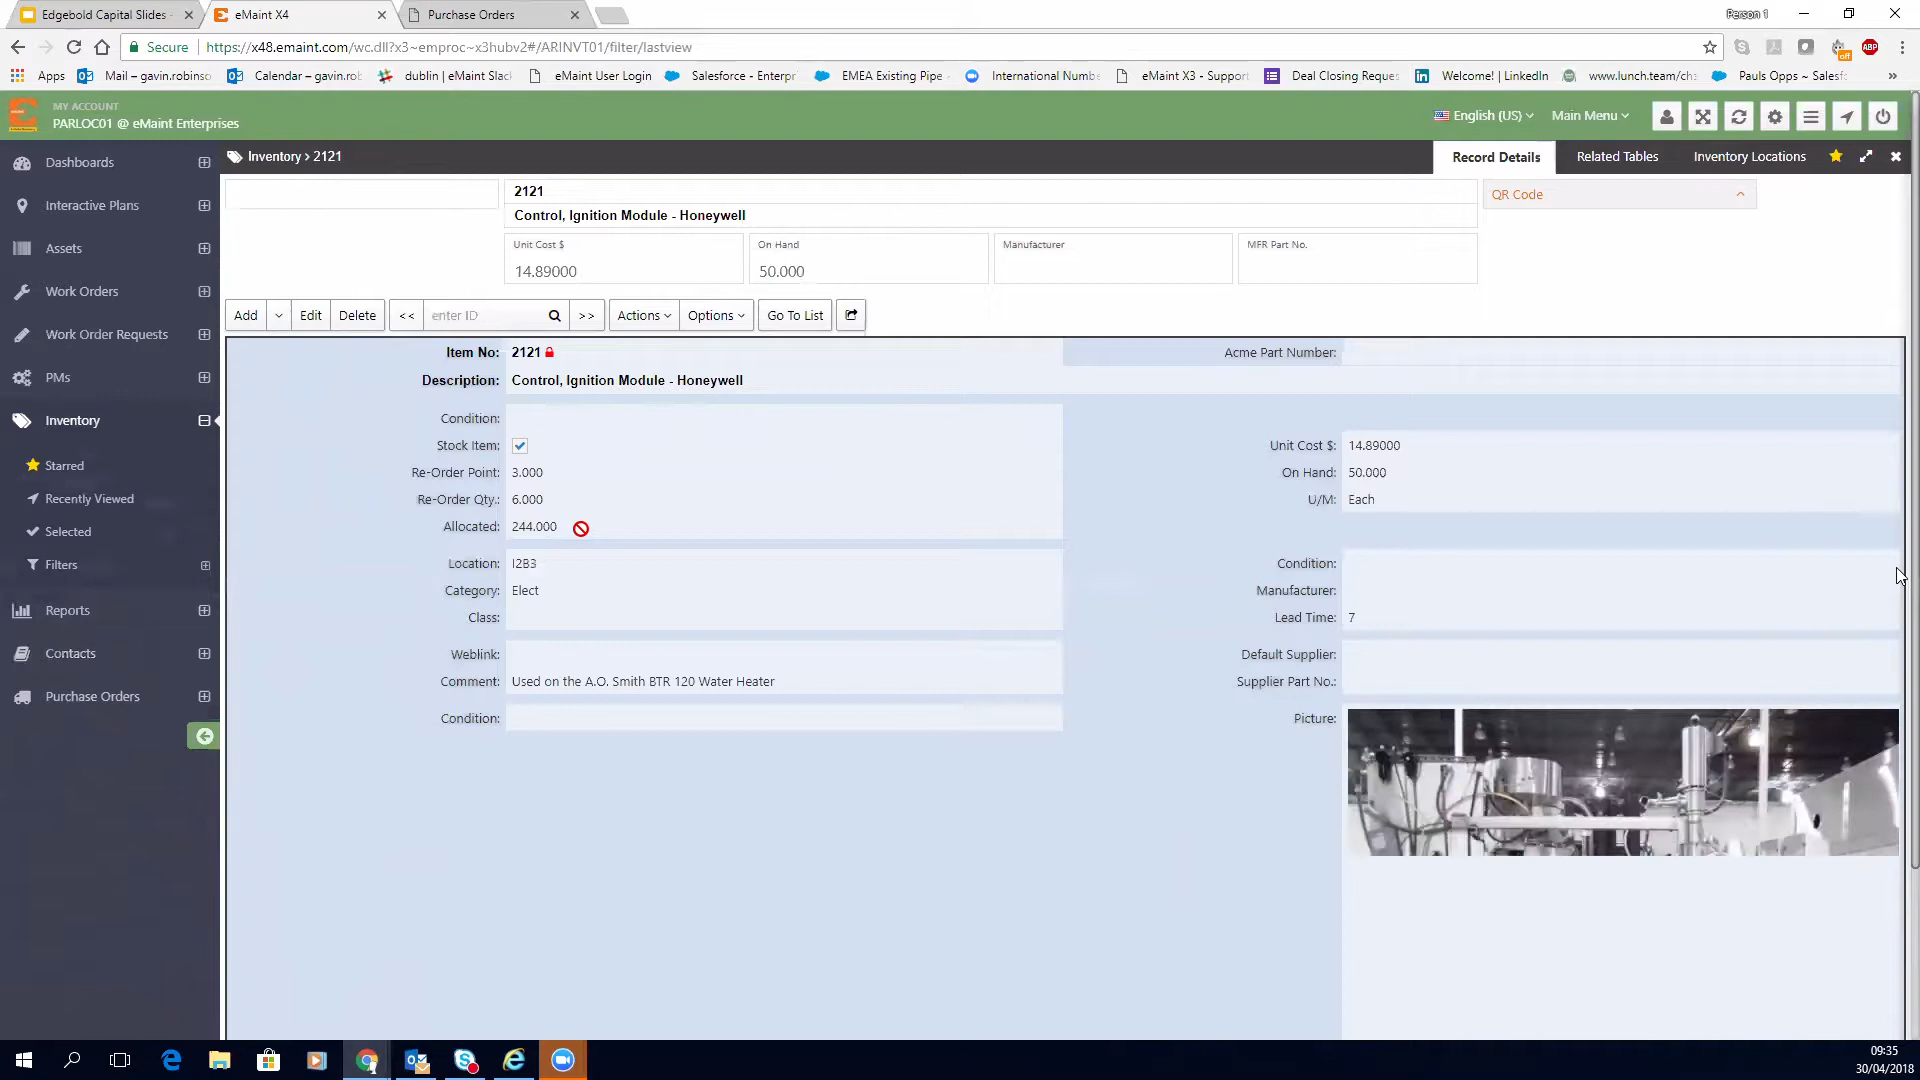 Edgebold Capital Slides
eMaint X4
Purchase Orders
Person 1
Secure
https://x48.emaint.com/wc.dll?x3~emproc~x3hubv2#/ARINVT01/filter/lastview
Apps
Mail – gavin.robinso
Calendar – gavin.rob
dublin | eMaint Slac
eMaint User Login
Salesforce - Enterpr
EMEA Existing Pipe
International Numbe
eMaint X3 - Support
Deal Closing Reque
Welcome! | LinkedIn
www.lunch.team/ch
Pauls Opps ~ Salesf
»
ABP
off
MY ACCOUNT
PARLOC01 @ eMaint Enterprises
English (US)
Main Menu
Dashboards
Interactive Plans
Assets
Work Orders
Work Order Requests
PMs
Inventory
Starred
Recently Viewed
Selected
Filters
Reports
Contacts
Purchase Orders
Inventory > 2121
Record Details
Related Tables
Inventory Locations
2121
Control, Ignition Module - Honeywell
QR Code
Unit Cost $
14.89000
On Hand
50.000
Manufacturer
MFR Part No.
Add
Edit
Delete
<<
enter ID
>>
Actions
Options
Go To List
Item No: 2121
Acme Part Number:
Description: Control, Ignition Module - Honeywell
Condition:
Stock Item:
Unit Cost $: 14.89000
Re-Order Point: 3.000
On Hand: 50.000
Re-Order Qty.: 6.000
U/M: Each
Allocated: 244.000
Location: I2B3
Condition:
Category: Elect
Manufacturer:
Class:
Lead Time: 7
Weblink:
Default Supplier:
Comment: Used on the A.O. Smith BTR 120 Water Heater
Supplier Part No.:
Condition:
Picture:
09:35
30/04/2018